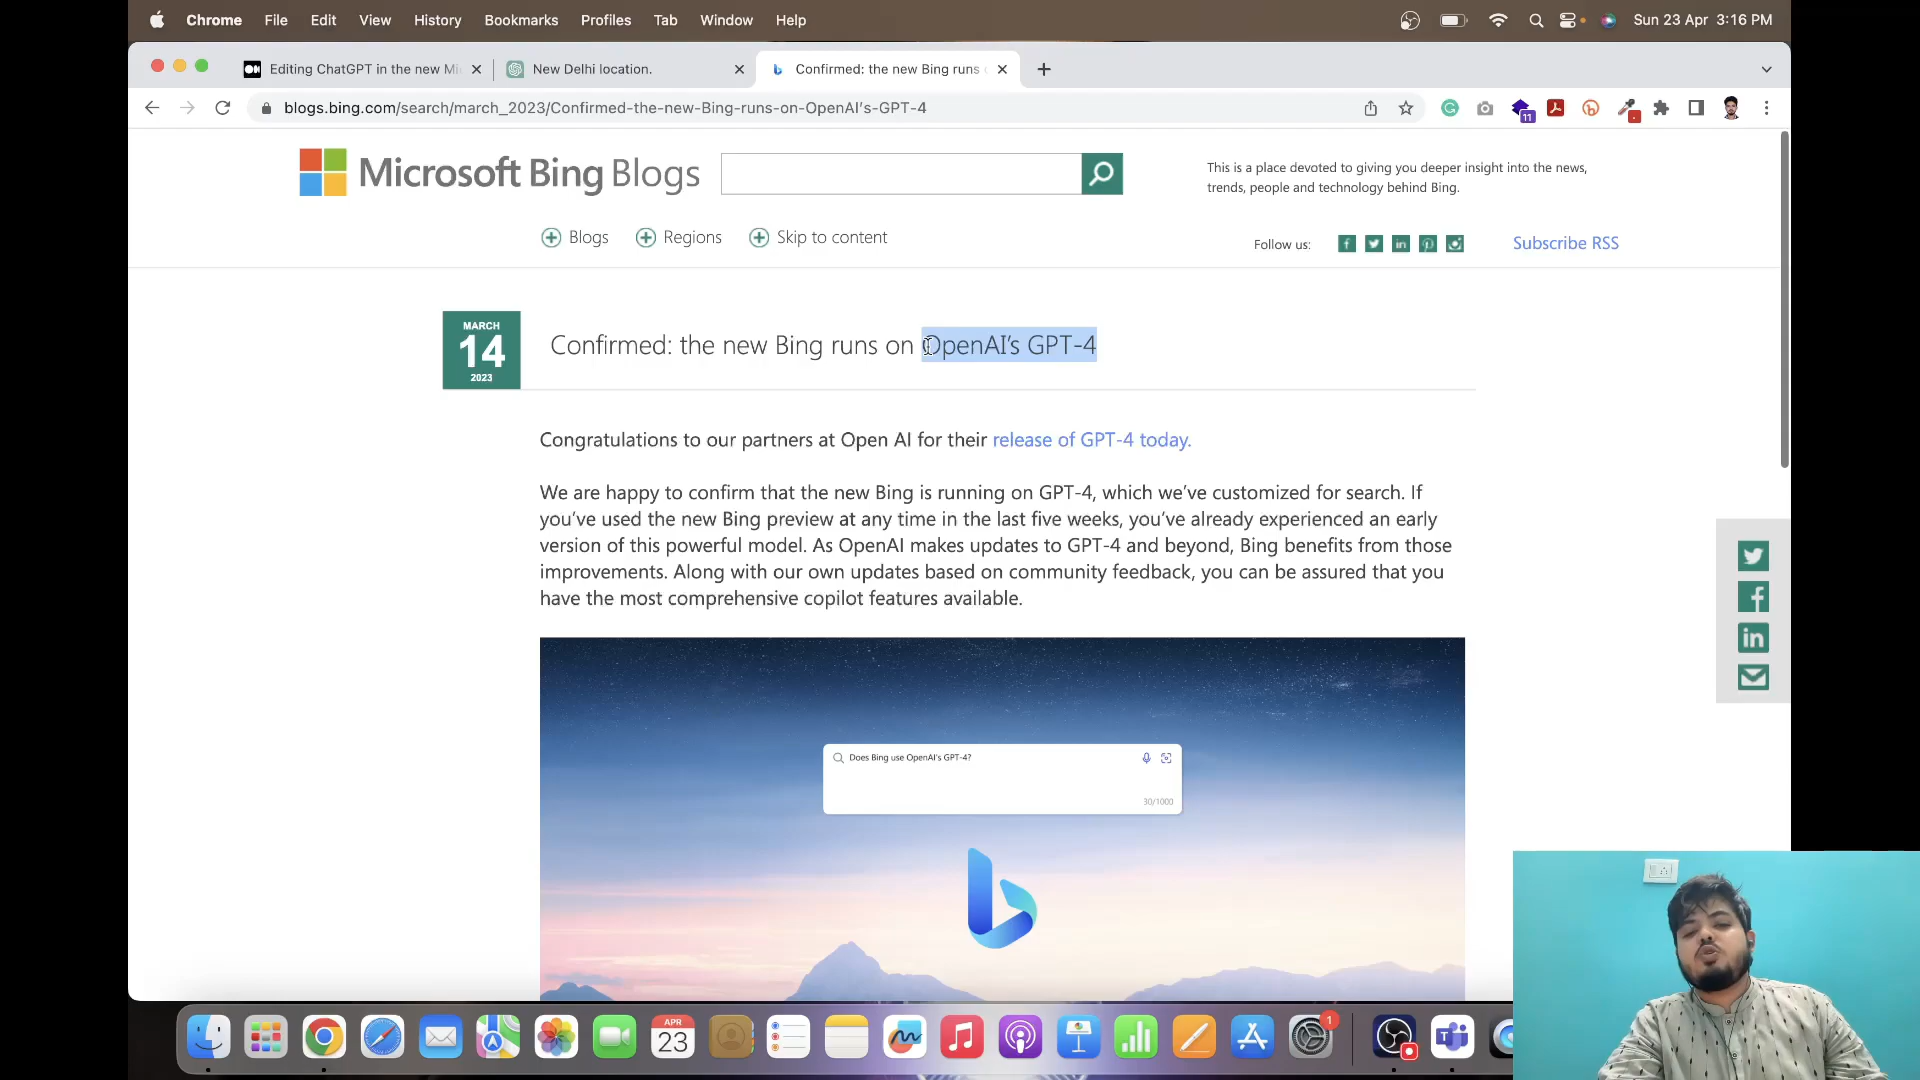 Chrome File Edit View History Bookmarks Profiles Tab Window Help
Sun 23 Apr 3:16 PM
Editing ChatGPT in the new Mi
New Delhi location.
Confirmed: the new Bing runs
blogs.bing.com/search/march_2023/Confirmed-the-new-Bing-runs-on-OpenAI's-GPT-4
11
Microsoft Bing Blogs
This is a place devoted to giving you deeper insight into the news,
trends, people and technology behind Bing.
Blogs Regions Skip to content
Follow us:
Subscribe RSS
MARCH
14
2023
Confirmed: the new Bing runs on OpenAI's GPT-4
Congratulations to our partners at Open AI for their release of GPT-4 today.
We are happy to confirm that the new Bing is running on GPT-4, which we've customized for search. If
you've used the new Bing preview at any time in the last five weeks, you've already experienced an early
version of this powerful model. As OpenAI makes updates to GPT-4 and beyond, Bing benefits from those
improvements. Along with our own updates based on community feedback, you can be assured that you
have the most comprehensive copilot features available.
Does Bing use OpenAI's GPT-4?
30/1000
APR
23
1